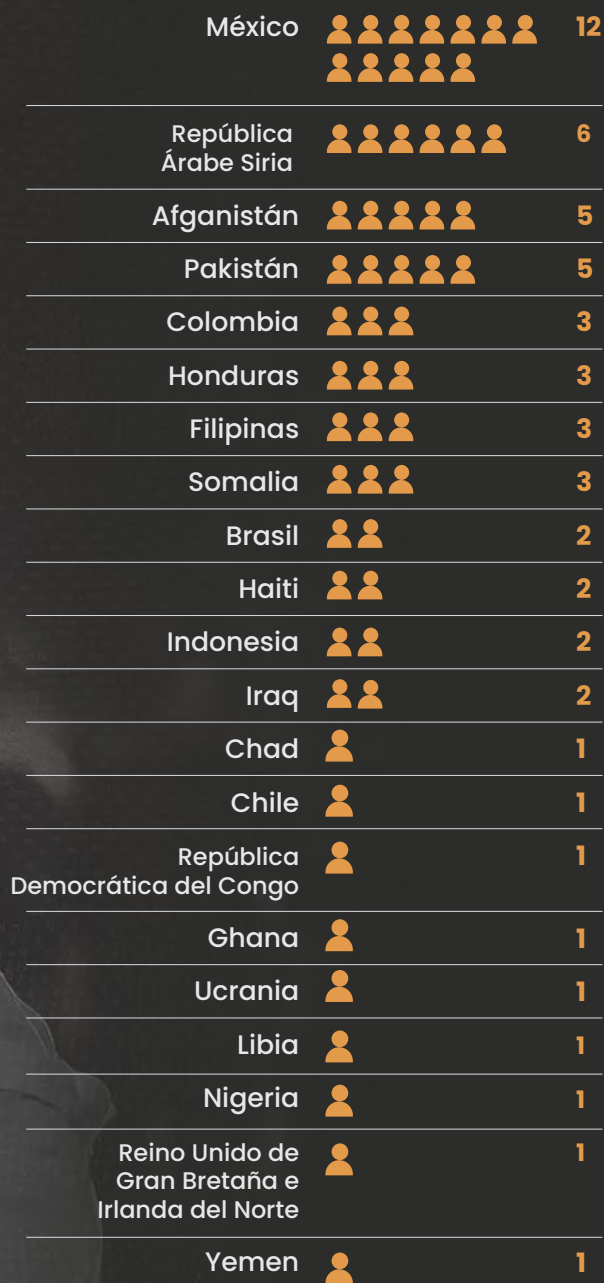 México 12
República
Árabe Siria 6
Afganistán 5
Pakistán 5
Colombia 3
Honduras 3
Filipinas 3
Somalia 3
Brasil 2
Haiti 2
Indonesia 2
Iraq 2
Chad 1
Chile 1
República
Democrática del Congo 1
Ghana 1
Ucrania 1
Libia 1
Nigeria 1
Reino Unido de
Gran Bretaña e
Irlanda del Norte 1
Yemen 1